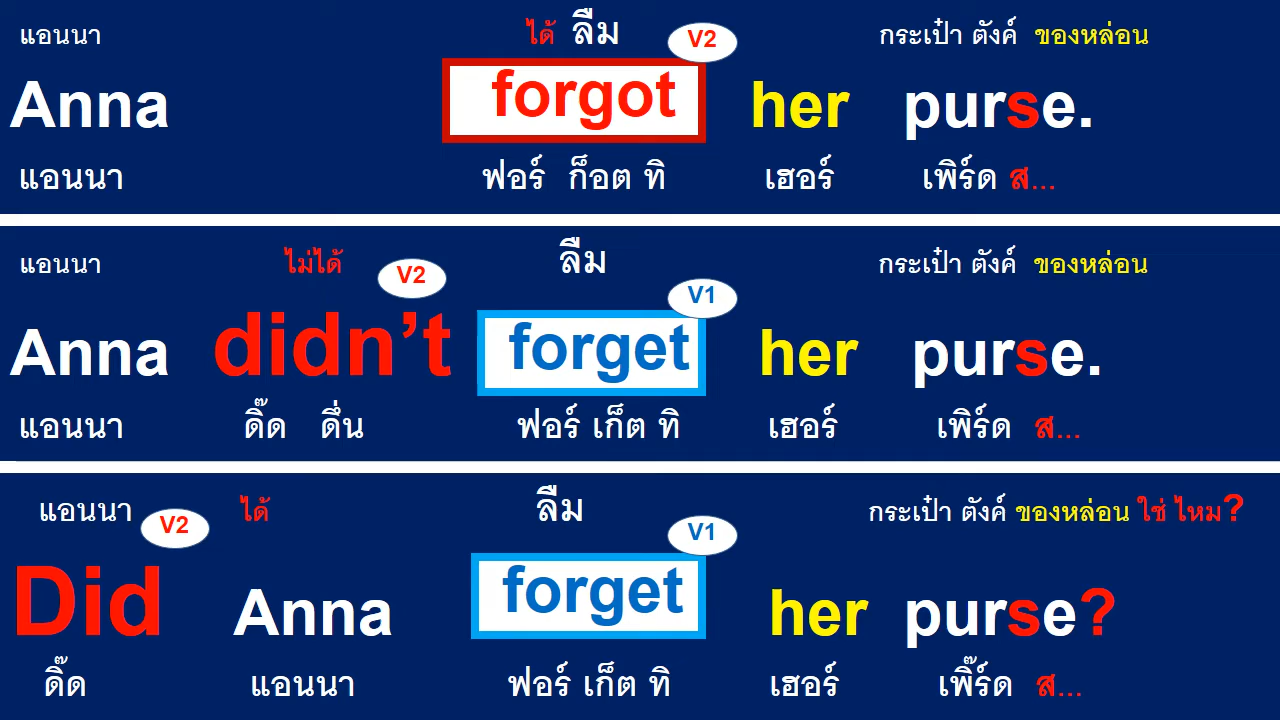 แอนนา ได้ ลืม V2 กระเป๋า ตังค์ ของหล่อน
Anna forgot her purse.
แอนนา ฟอร์ ก็อต ทิ เฮอร์ เพิร์ด ส...
แอนนา ไม่ได้ V2 ลืม V1 กระเป๋า ตังค์ ของหล่อน
Anna didn’t forget her purse.
แอนนา ดิ๊ด ดึ่น ฟอร์ เก็ต ทิ เฮอร์ เพิร์ด ส...
แอนนา V2 ได้ ลืม V1 กระเป๋า ตังค์ ของหล่อน ใช่ ไหม?
Did Anna forget her purse?
ดิ๊ด แอนนา ฟอร์ เก็ต ทิ เฮอร์ เพิ๊ร์ด ส...